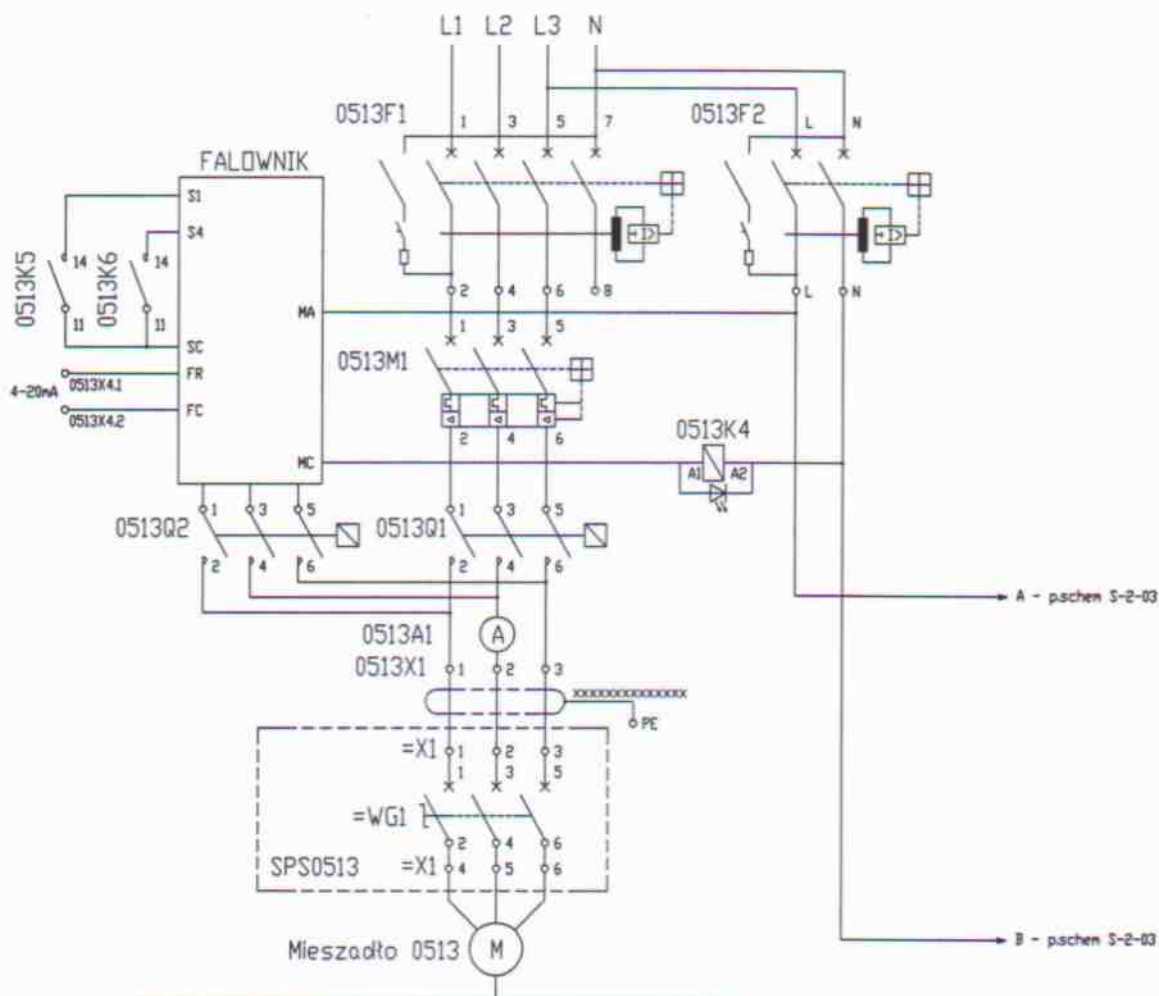 L1 L2 L3 N
0513F1 1 3 5 7
0513F2 L N
FALOWNIK
S1
S4
14 14
0513K5 0513K6
11 11
MA
SC
FR
FC
4-20mA
0513X4.1
0513X4.2
2 4 6 8
L N
1 3 5
0513M1
2 4 6
MC
0513K4
A1 A2
0513Q2 1 3 5
2 4 6
0513Q1 1 3 5
2 4 6
A - p.schem S-2-03
0513A1 A
0513X1 1 2 3
XXXXXXXXXXXXXX
PE
=X1 1 2 3
1 3 5
=WG1
2 4 6
SPS0513 =X1 4 5 6
Mieszadło 0513 M
B - p.schem S-2-03